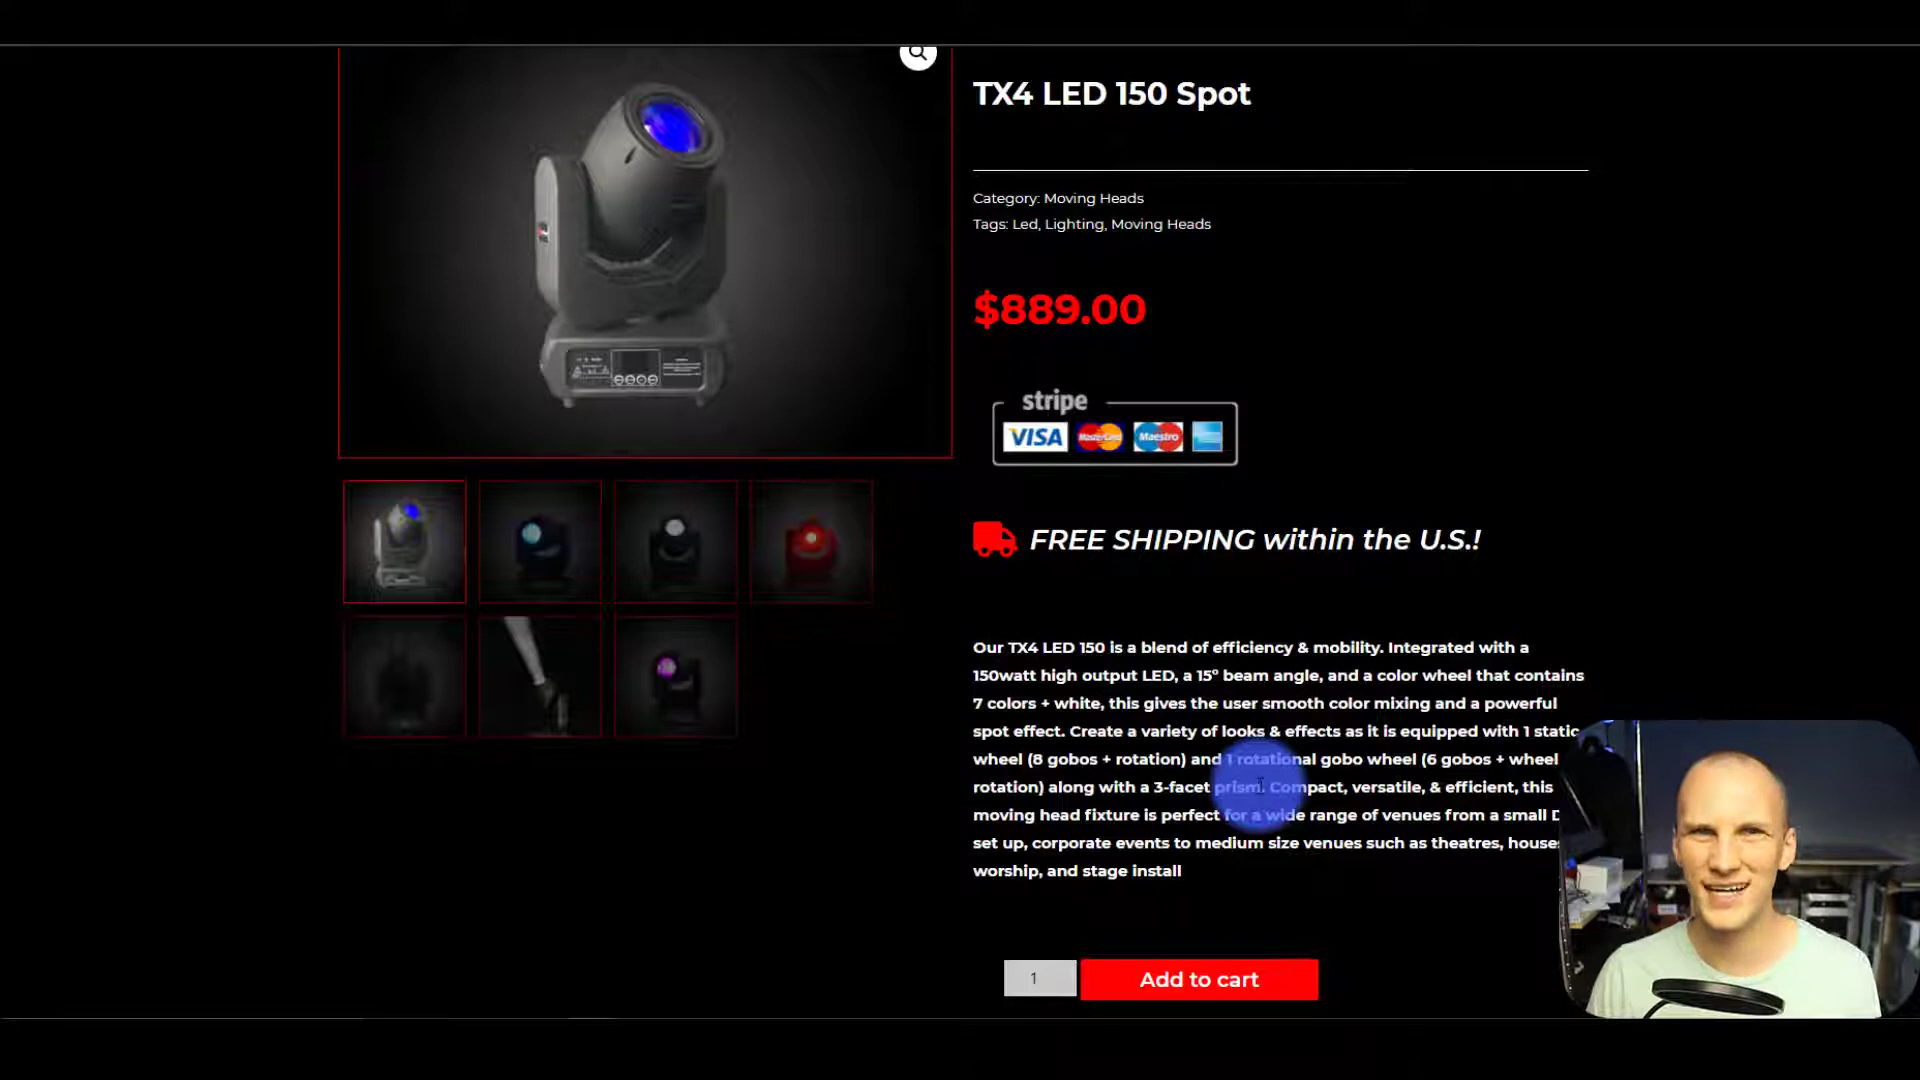 TX4 LED 150 Spot
Category: Moving Heads
Tags: Led, Lighting, Moving Heads
$889.00
stripe
VISA MasterCard Maestro
FREE SHIPPING within the U.S.!
Our TX4 LED 150 is a blend of efficiency & mobility. Integrated with a
150watt high output LED, a 15º beam angle, and a color wheel that contains
7 colors + white, this gives the user smooth color mixing and a powerful
spot effect. Create a variety of looks & effects as it is equipped with 1 static
wheel (8 gobos + rotation) and 1 rotational gobo wheel (6 gobos + wheel
rotation) along with a 3-facet prism. Compact, versatile, & efficient, this
moving head fixture is perfect for a wide range of venues from a small D
set up, corporate events to medium size venues such as theatres, houses
worship, and stage install
1
Add to cart